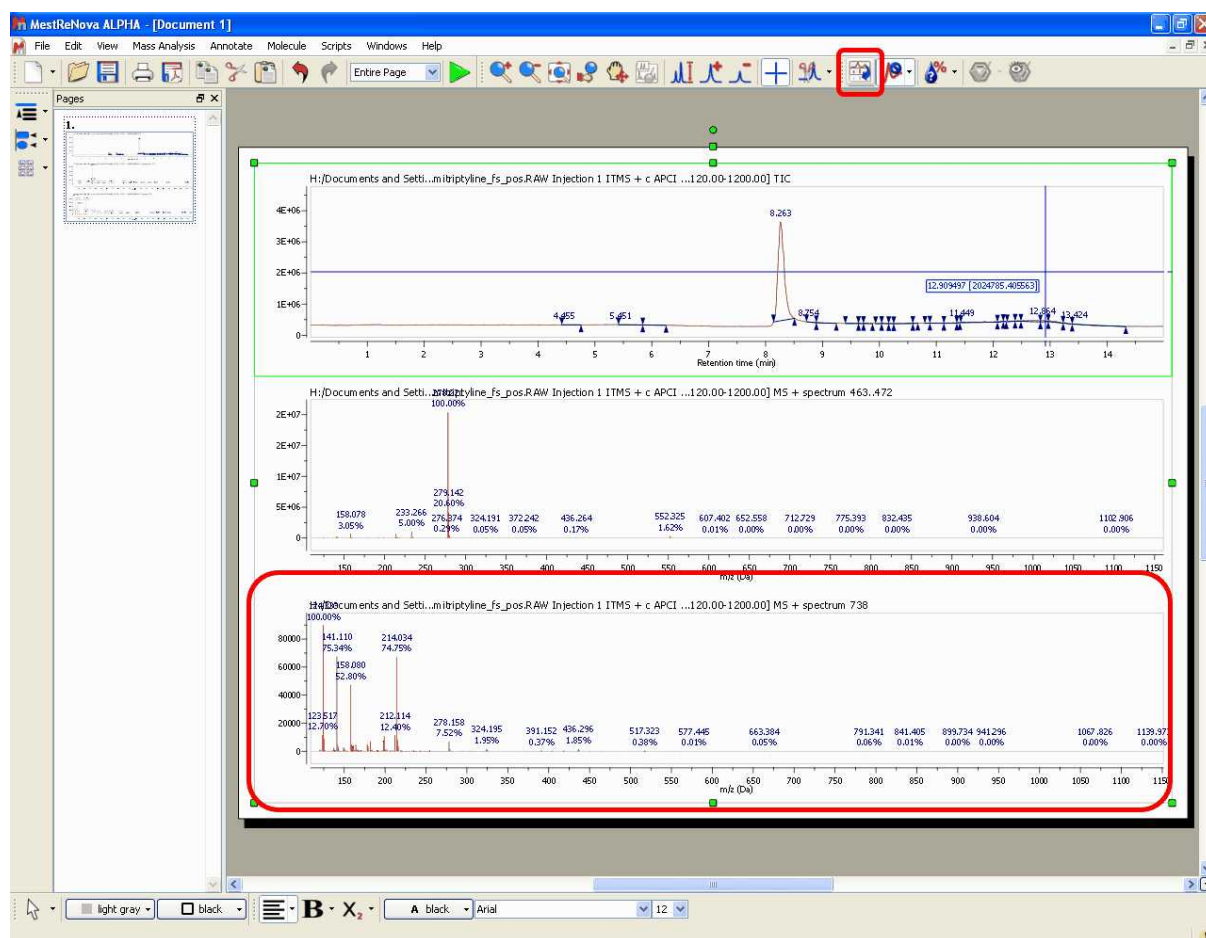 MestReNova ALPHA - [Document 1]
File Edit View Mass Analysis Annotate Molecule Scripts Windows Help
Entire Page
Pages
1.
H:/Documents and Setti...mitriptyline_fs_pos.RAW Injection 1 ITMS + c APCI ...120.00-1200.00] TIC
4E+06
3E+06
2E+06
1E+06
0
8.263
12.909497 [2024785.405563]
4.455 5.451 8.754 11.449 12.864 13.424
1 2 3 4 5 6 7 8 9 10 11 12 13 14
Retention time (min)
H:/Documents and Setti...mitriptyline_fs_pos.RAW Injection 1 ITMS + c APCI ...120.00-1200.00] MS + spectrum 463..472
100.00%
2E+07
2E+07
1E+07
5E+06
0
279.142
20.60%
158.078 233.266 276.874 324.191 372.242 436.264 552.325 607.402 652.558 712.729 775.393 832.435 938.604 1102.906
3.05% 5.00% 0.29% 0.05% 0.05% 0.17% 1.62% 0.01% 0.00% 0.00% 0.00% 0.00% 0.00% 0.00%
150 200 250 300 350 400 450 500 550 600 650 700 750 800 850 900 950 1000 1050 1100 1150
m/z (Da)
H:/Documents and Setti...mitriptyline_fs_pos.RAW Injection 1 ITMS + c APCI ...120.00-1200.00] MS + spectrum 738
100.00%
80000
60000
40000
20000
0
141.110 214.034
75.34% 74.75%
158.080
52.80%
123.517 212.114 278.158 324.195 391.152 436.296 517.323 577.445 663.384 791.341 841.405 899.734 941.296 1067.826
12.70% 12.40% 7.52% 1.95% 0.37% 1.85% 0.38% 0.01% 0.05% 0.06% 0.01% 0.00% 0.00% 0.00% 0.00%
150 200 250 300 350 400 450 500 550 600 650 700 750 800 850 900 950 1000 1050 1100
m/z (Da)
light gray black B X₂ A black Arial 12